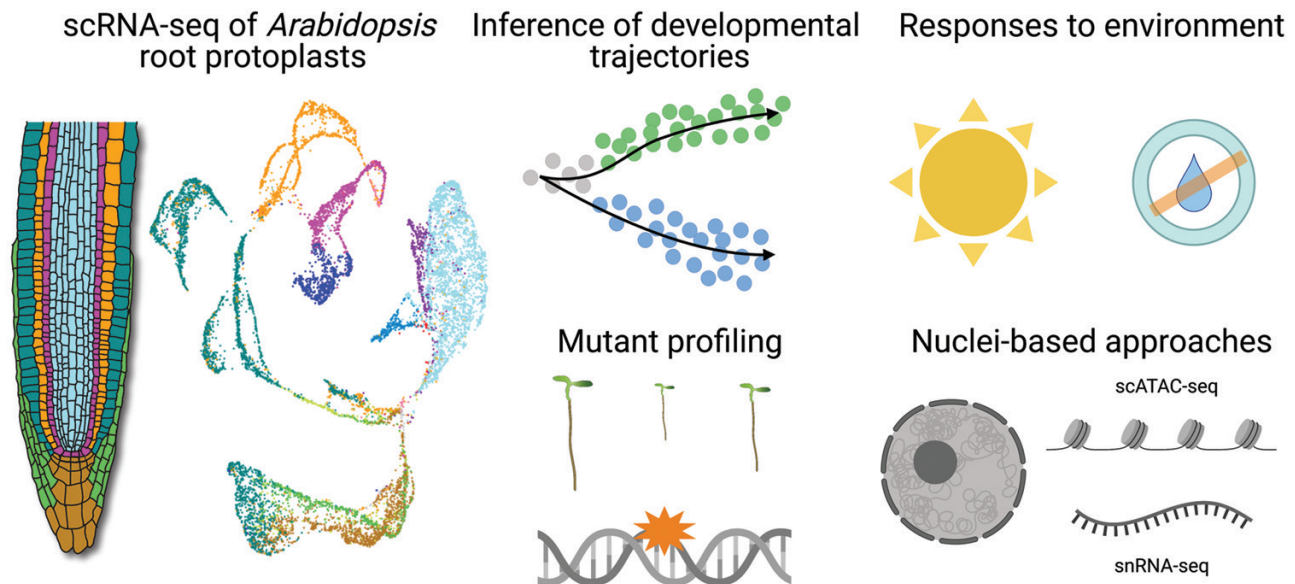 scRNA-seq of Arabidopsis
root protoplasts
Inference of developmental
trajectories
Responses to environment
Mutant profiling
Nuclei-based approaches
scATAC-seq
snRNA-seq